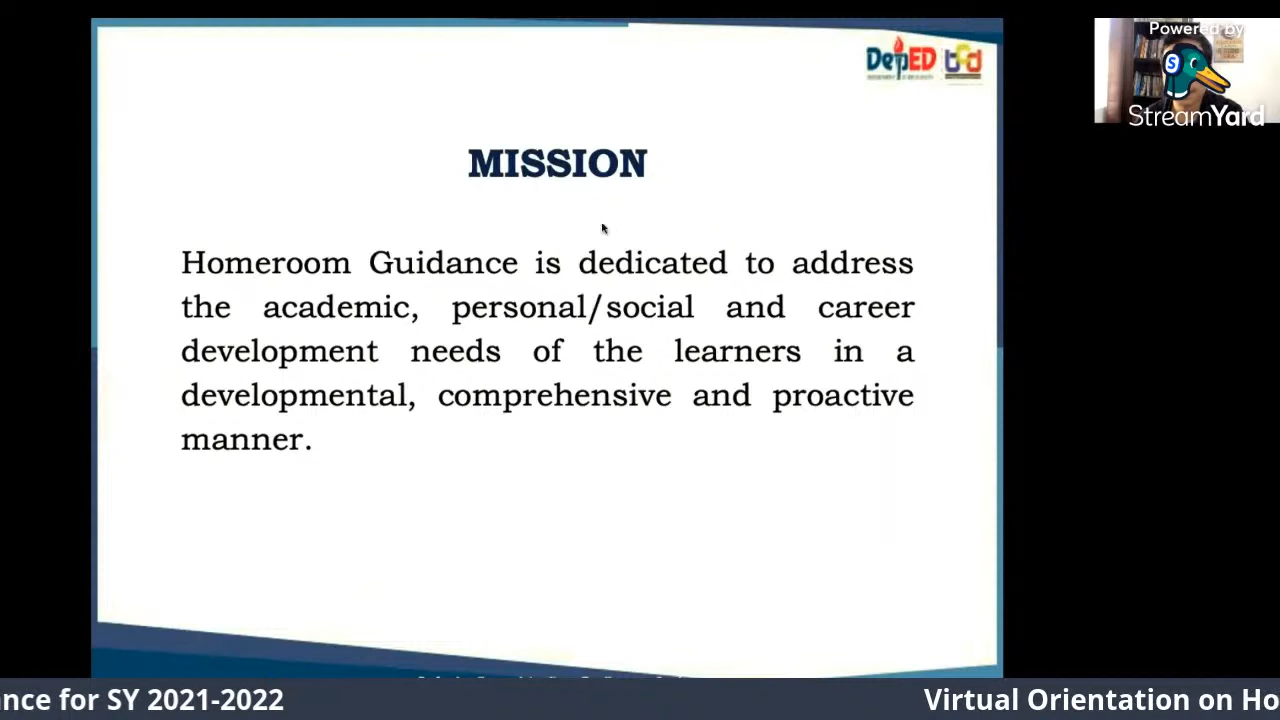 Powered by
StreamYard
DepED
MISSION
Homeroom Guidance is dedicated to address
the academic, personal/social and career
development needs of the learners in a
developmental, comprehensive and proactive
manner.
nce for SY 2021-2022
Virtual Orientation on Ho